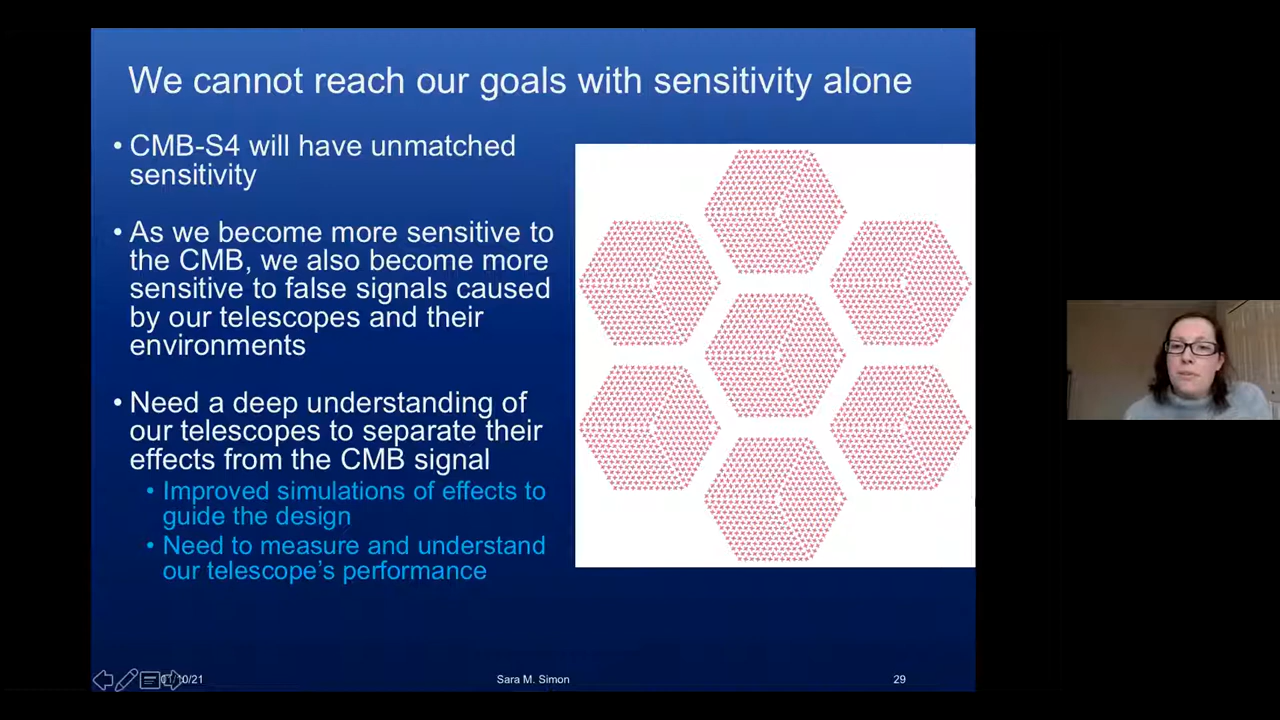 We cannot reach our goals with sensitivity alone
• CMB-S4 will have unmatched
sensitivity
• As we become more sensitive to
the CMB, we also become more
sensitive to false signals caused
by our telescopes and their
environments
• Need a deep understanding of
our telescopes to separate their
effects from the CMB signal
• Improved simulations of effects to
guide the design
• Need to measure and understand
our telescope's performance
Sara M. Simon
29